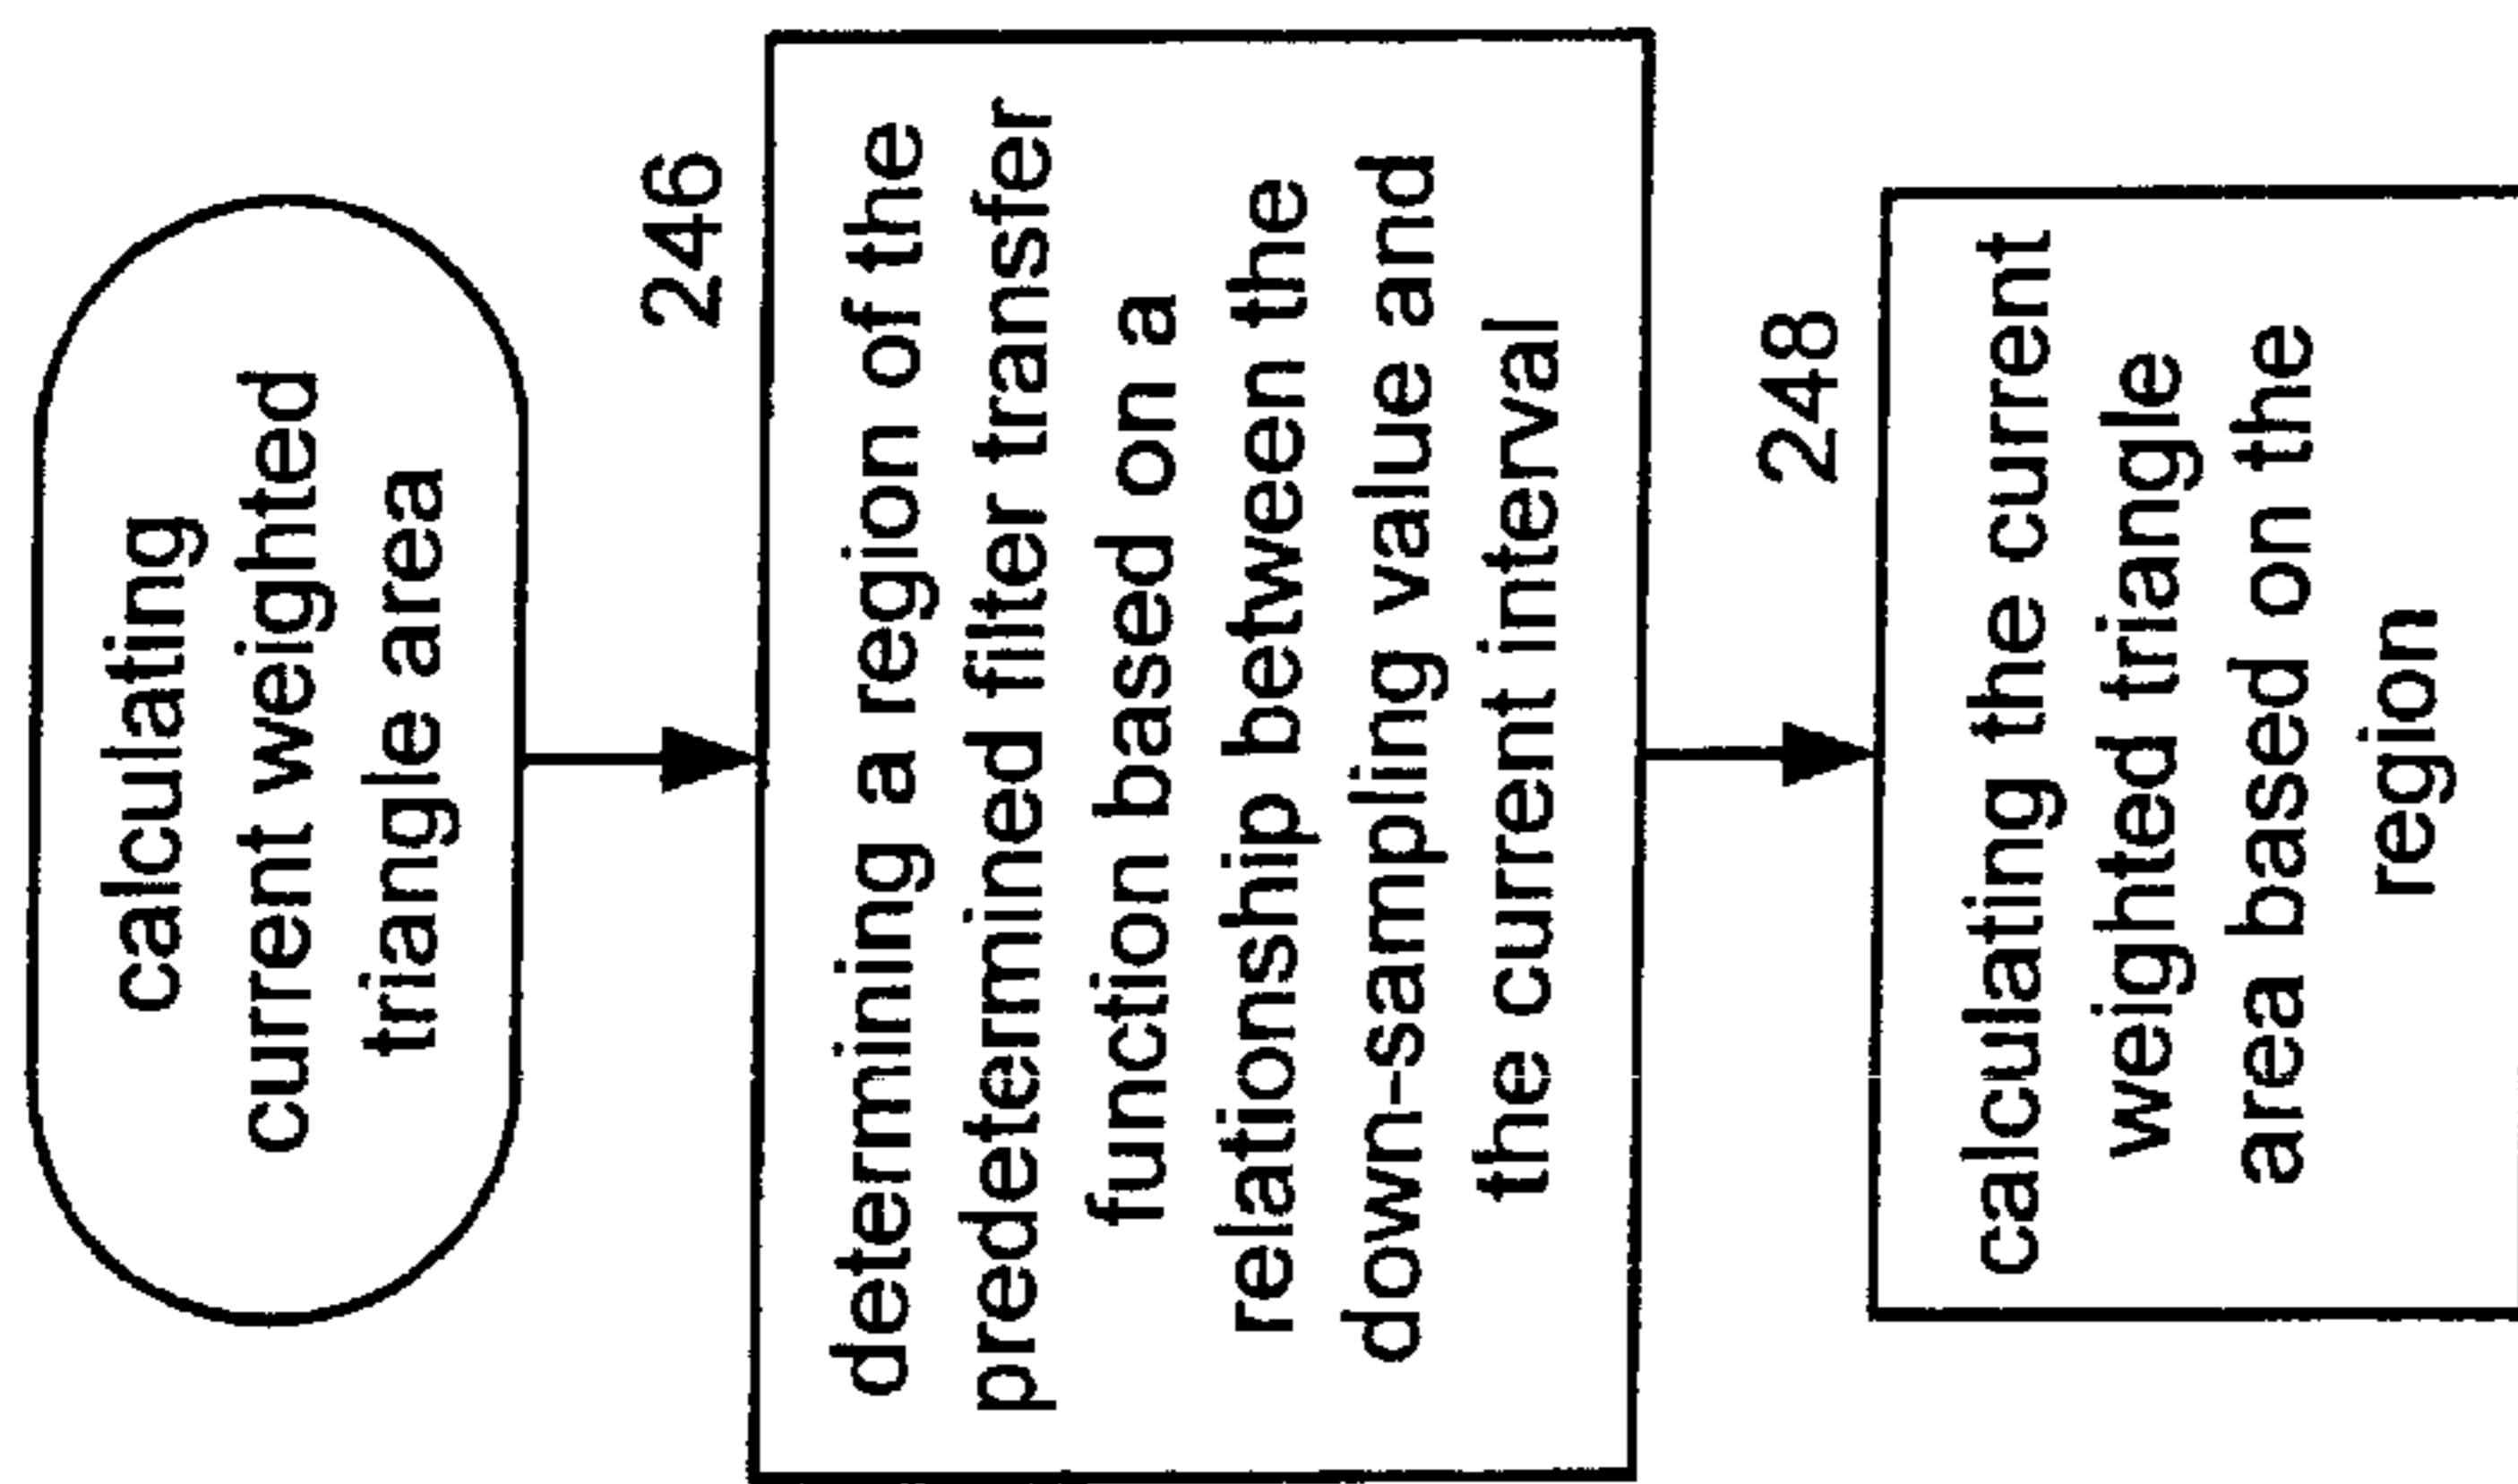 calculating
current weighted
triangle area
246
determining a region of the
predetermined filter transfer
function based on a
relationship between the
down-sampling value and
the current interval
248
calculating the current
weighted triangle
area based on the
region